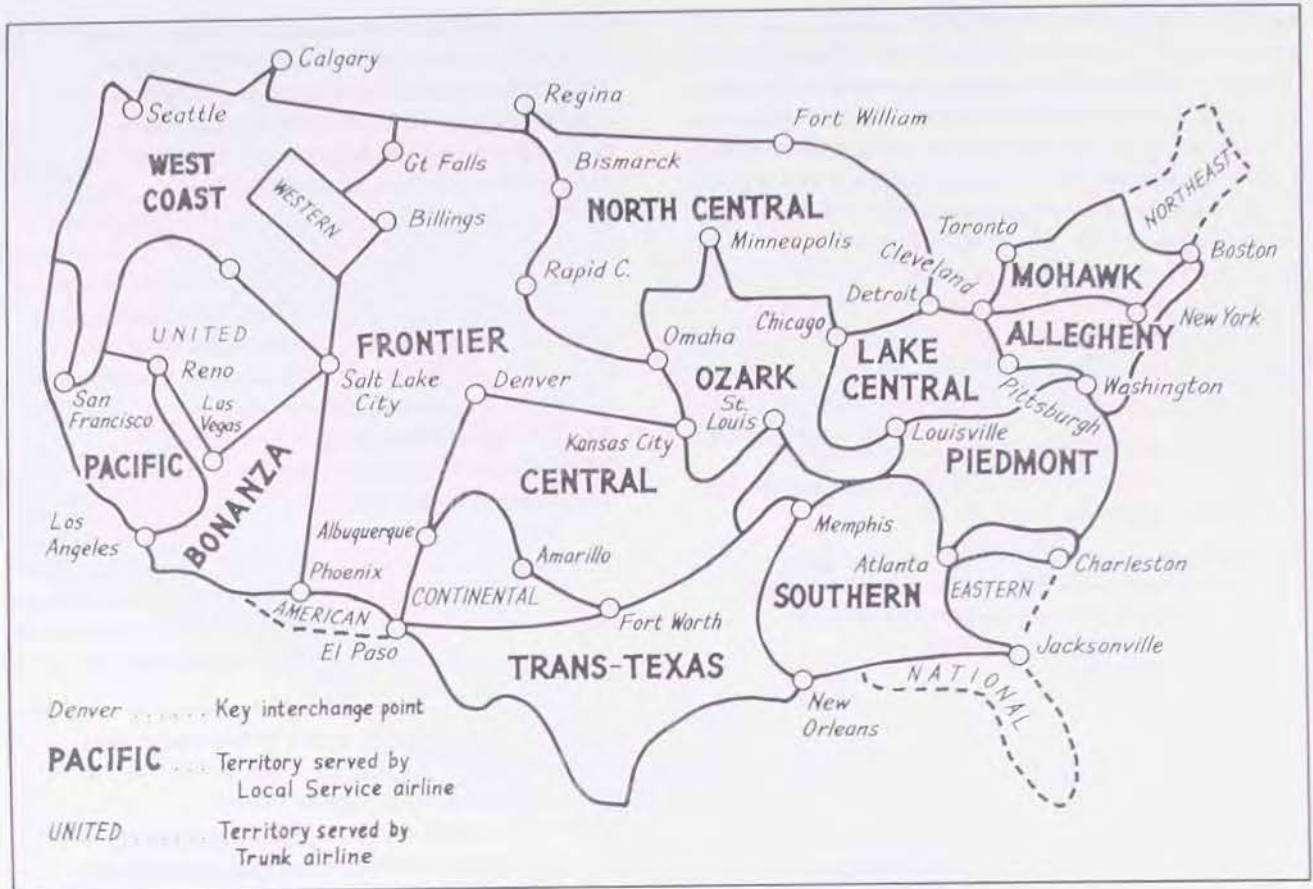 Calgary
Seattle
Regina
Fort William
WEST
COAST
Gt Falls
Bismarck
WESTERN
Billings
NORTH CENTRAL
NORTHEAST
Minneapolis
Toronto
Boston
Rapid C.
Cleveland
MOHAWK
Detroit
UNITED
Reno
FRONTIER
Omaha
Chicago
LAKE
CENTRAL
ALLEGHENY
New York
San
Francisco
Las
Vegas
Salt Lake
City
Denver
OZARK
St.
Louis
Pittsburgh
Washington
Kansas City
Louisville
PACIFIC
BONANZA
CENTRAL
PIEDMONT
Los
Angeles
Albuquerque
Amarillo
Memphis
Atlanta
Charleston
Phoenix
AMERICAN
CONTINENTAL
SOUTHERN
EASTERN
El Paso
Fort Worth
TRANS-TEXAS
Jacksonville
NATIONAL
New
Orleans
Denver ....... Key interchange point
PACIFIC ... Territory served by
Local Service airline
UNITED Territory served by
Trunk airline